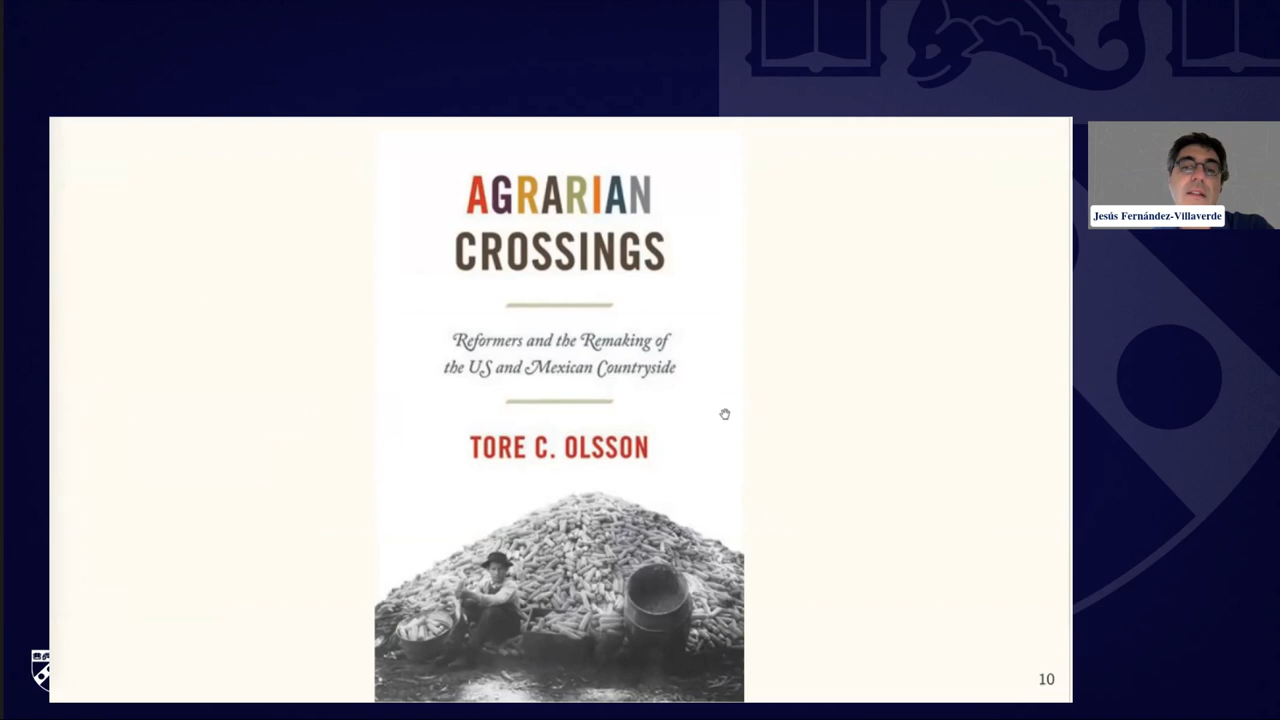 AGRARIAN
CROSSINGS
Reformers and the Remaking of
the US and Mexican Countryside
TORE C. OLSSON
10
Jesús Fernández-Villaverde